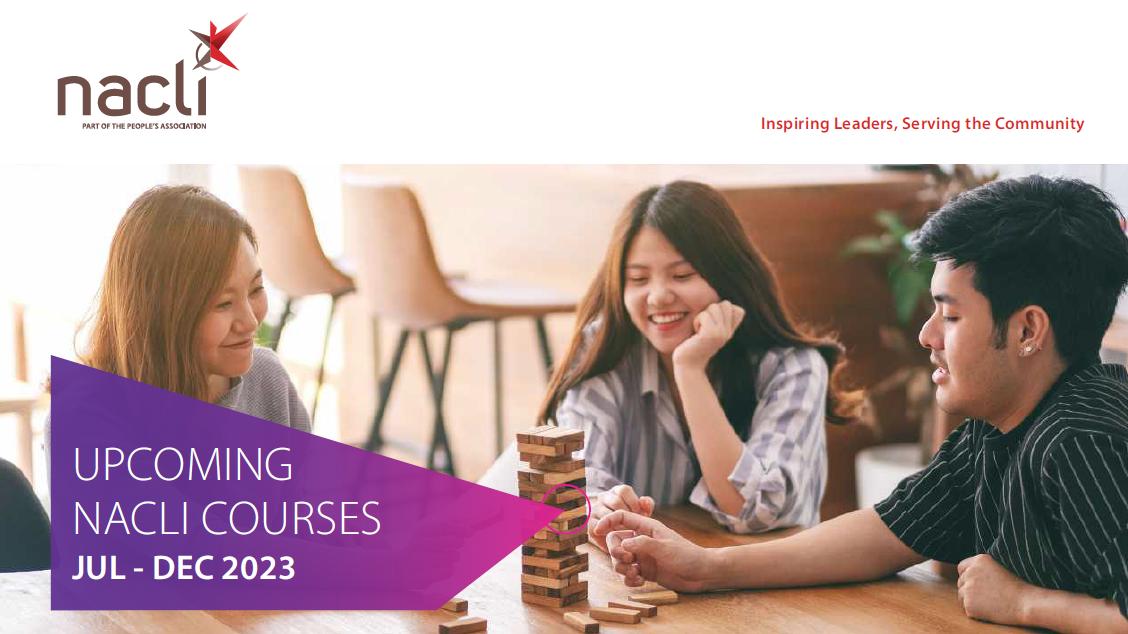 nacli
PART OF THE PEOPLE'S ASSOCIATION
Inspiring Leaders, Serving the Community
UPCOMING
NACLI COURSES
JUL - DEC 2023